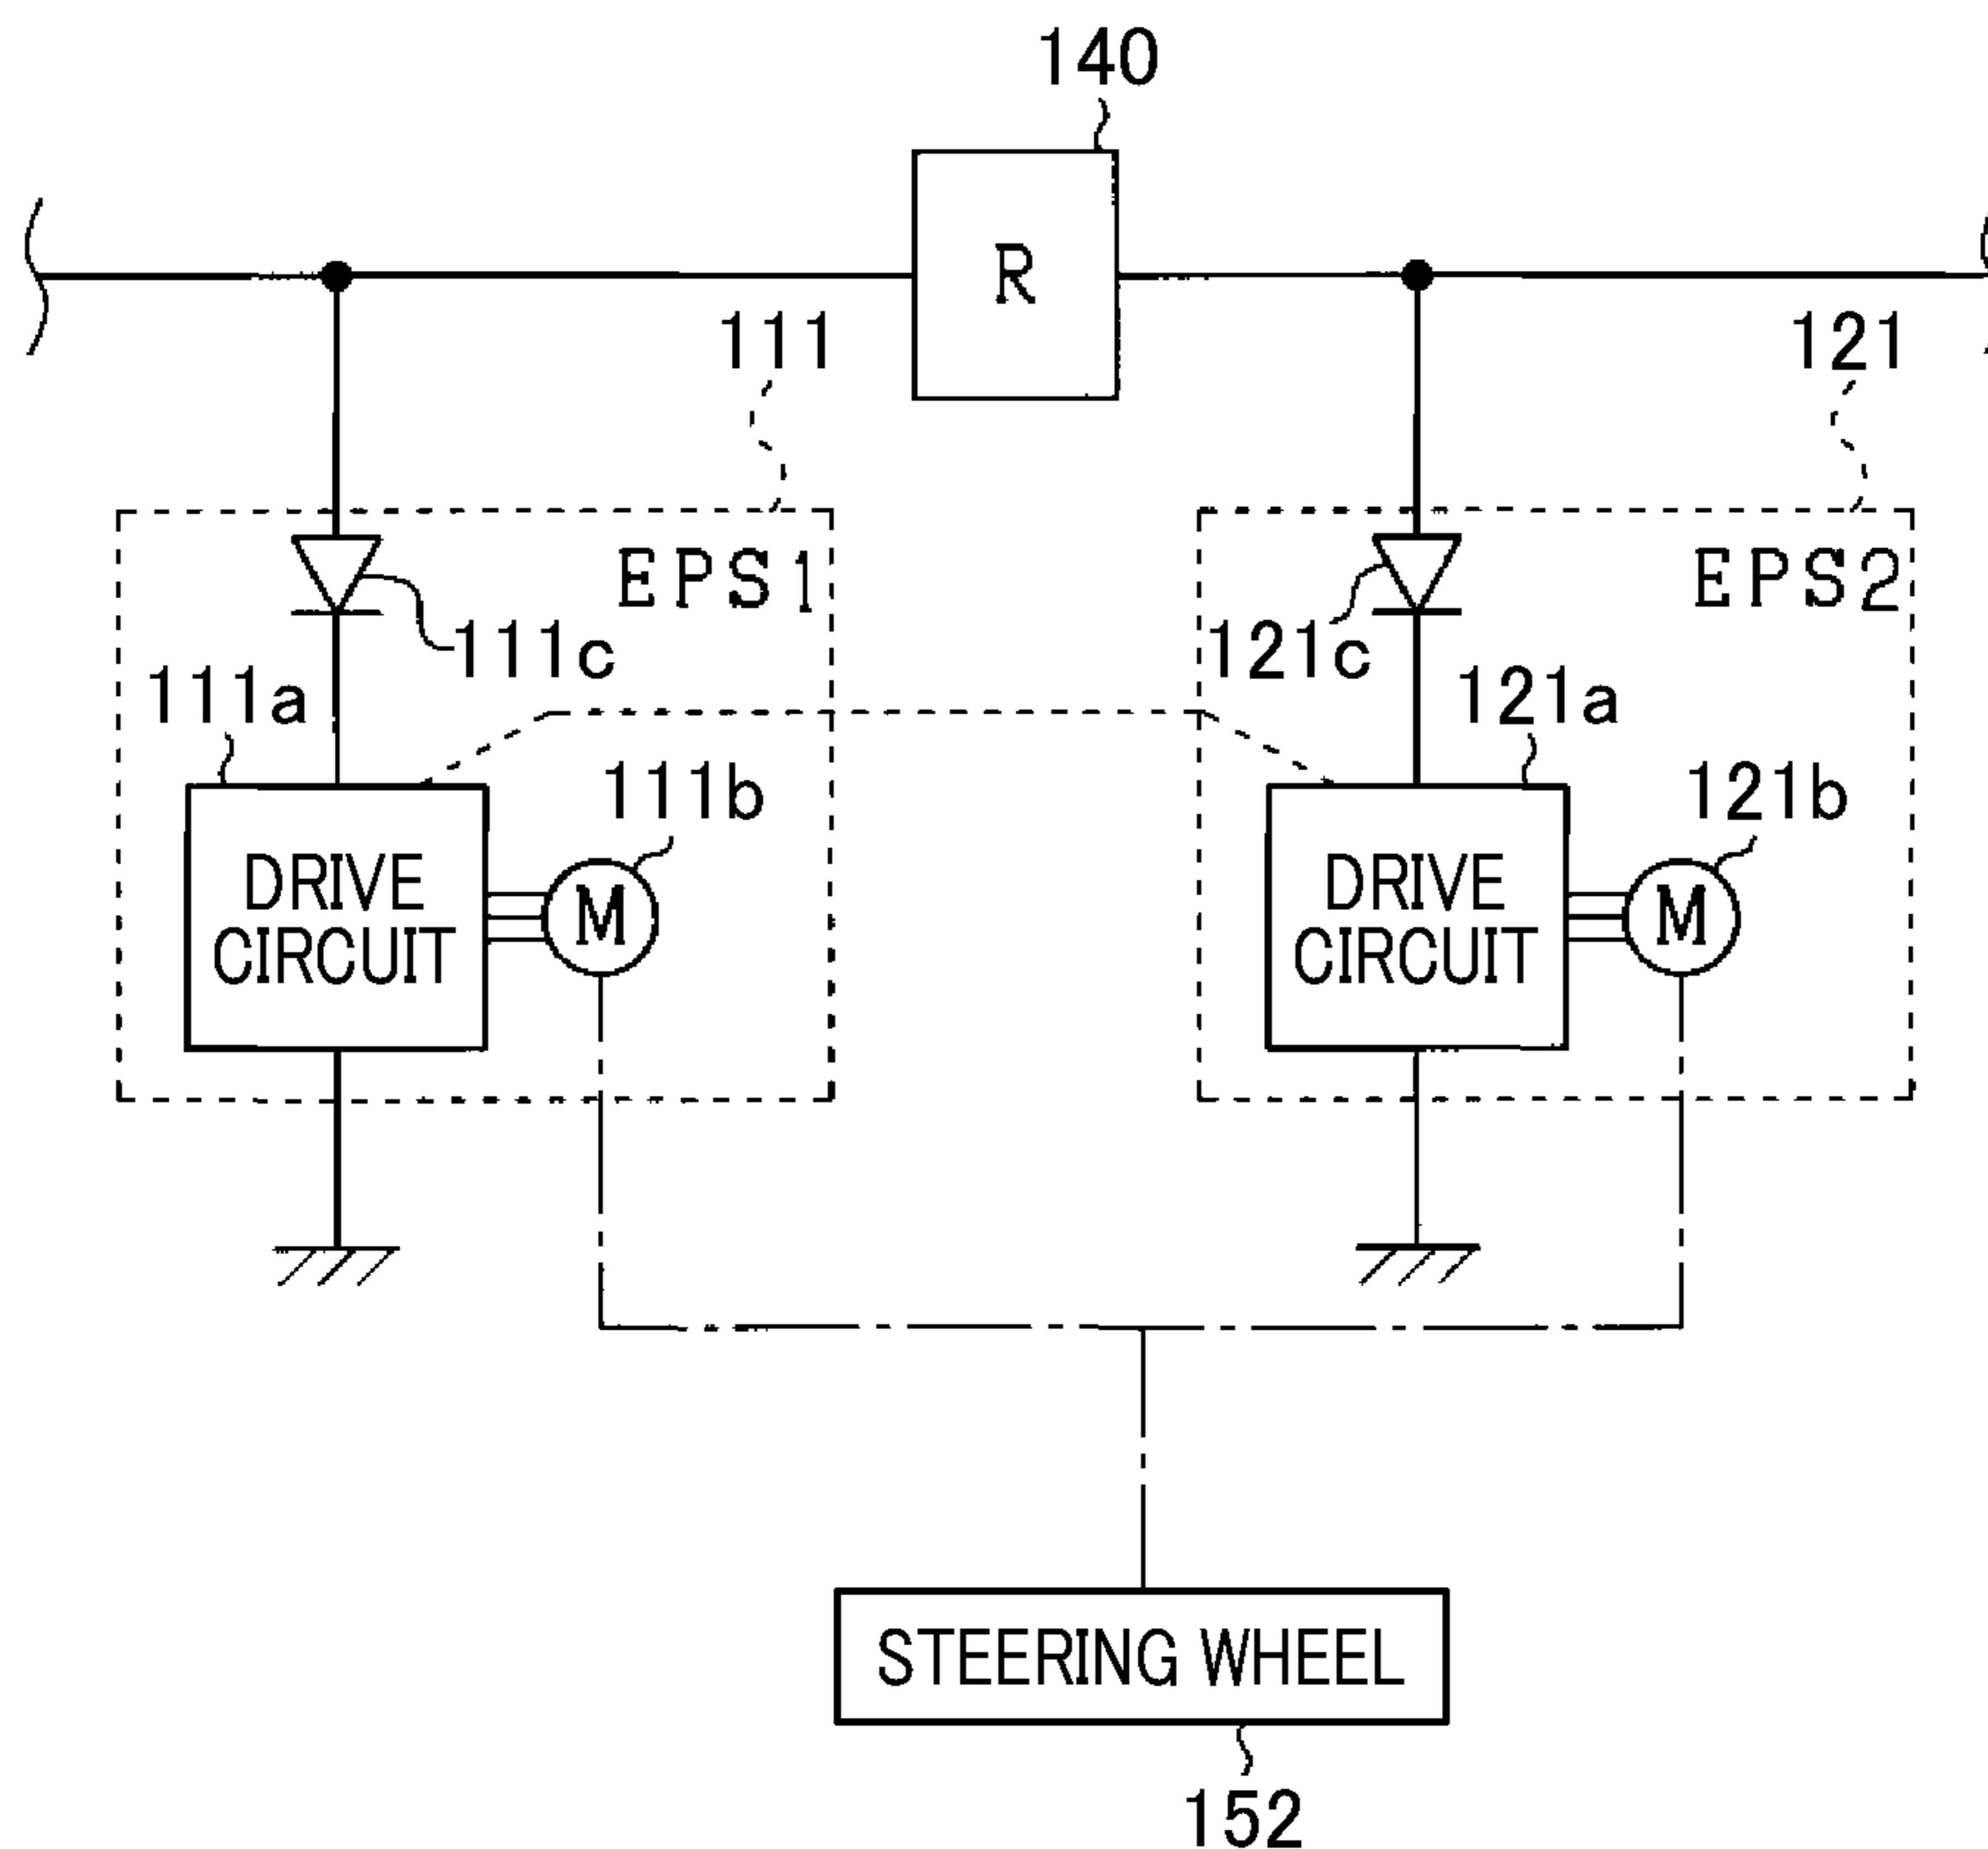 140
R
111
121
EPS1
EPS2
111c
121c
111a
121a
111b
121b
DRIVE
CIRCUIT
M
DRIVE
CIRCUIT
M
STEERING WHEEL
152